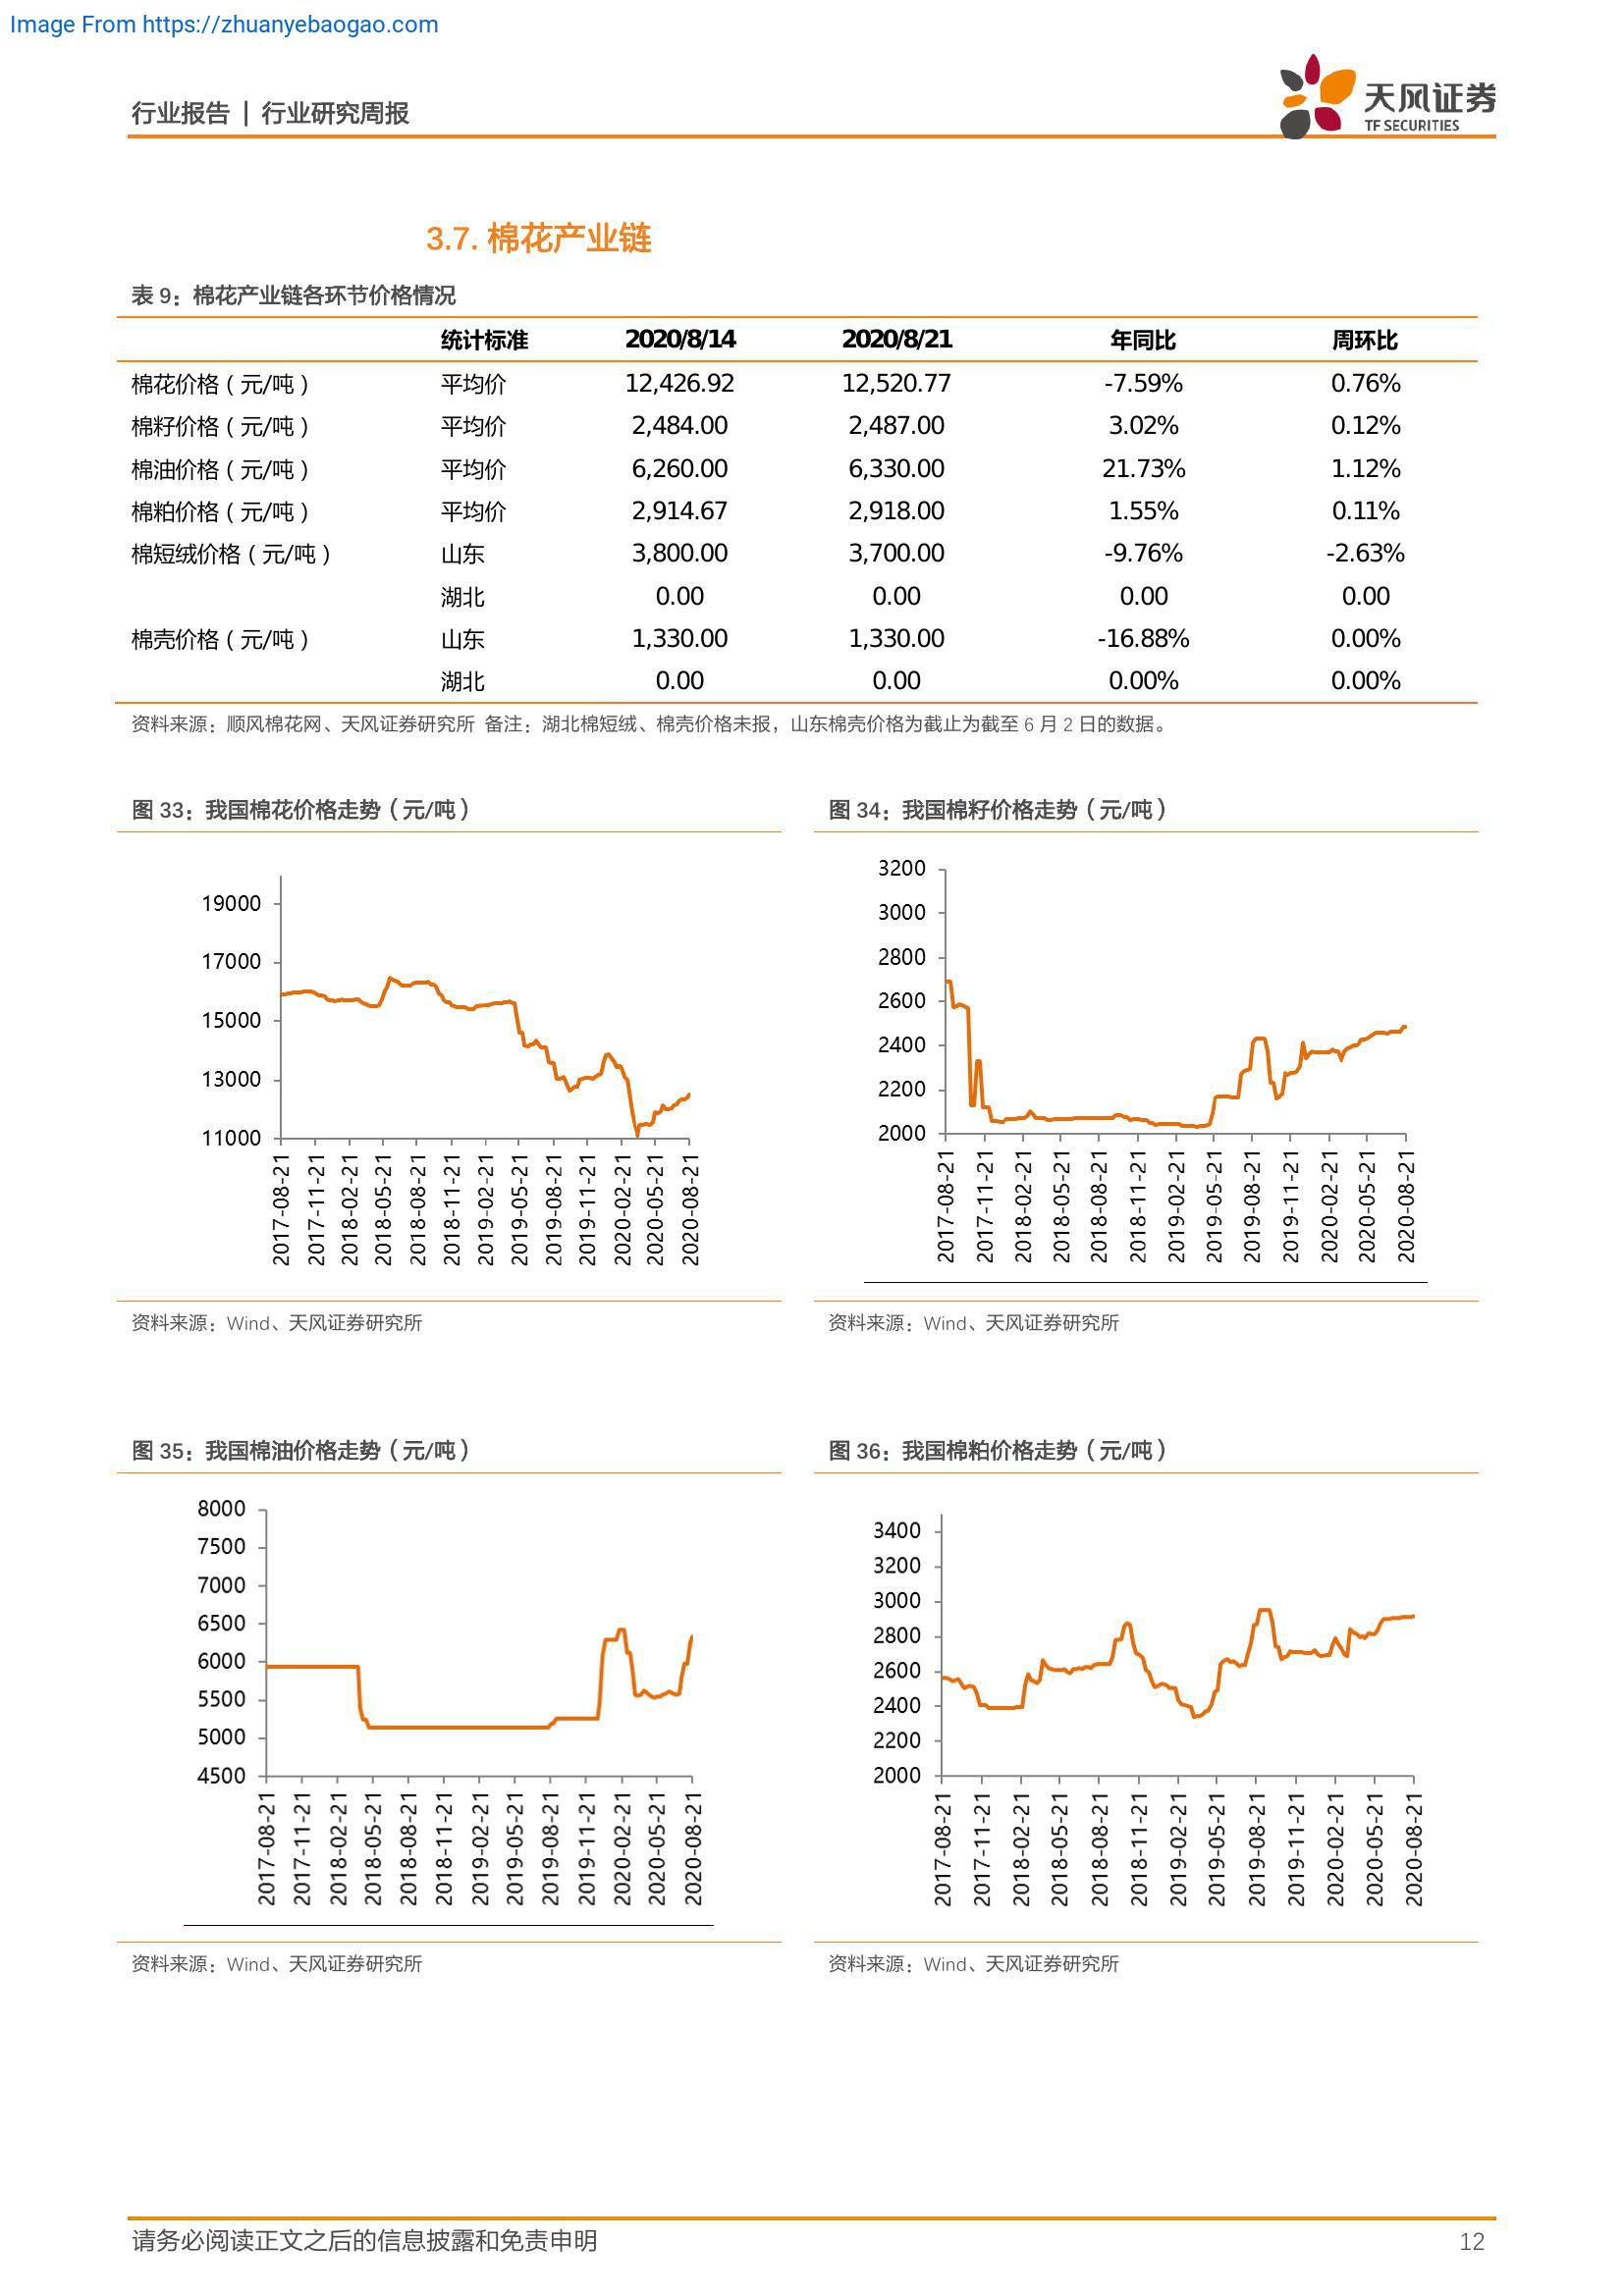 Image From https://zhuanyebaogao.com
行业报告 | 行业研究周报
天风证券
TF SECURITIES
3.7. 棉花产业链
表 9：棉花产业链各环节价格情况
统计标准 2020/8/14 2020/8/21 年同比 周环比
棉花价格（元/吨） 平均价 12,426.92 12,520.77 -7.59% 0.76%
棉籽价格（元/吨） 平均价 2,484.00 2,487.00 3.02% 0.12%
棉油价格（元/吨） 平均价 6,260.00 6,330.00 21.73% 1.12%
棉粕价格（元/吨） 平均价 2,914.67 2,918.00 1.55% 0.11%
棉短绒价格（元/吨） 山东 3,800.00 3,700.00 -9.76% -2.63%
湖北 0.00 0.00 0.00 0.00
棉壳价格（元/吨） 山东 1,330.00 1,330.00 -16.88% 0.00%
湖北 0.00 0.00 0.00% 0.00%
资料来源：顺风棉花网、天风证券研究所 备注：湖北棉短绒、棉壳价格未报，山东棉壳价格为截止为截至 6 月 2 日的数据。
图 33：我国棉花价格走势（元/吨）
19000
17000
15000
13000
11000
2017-08-21 2017-11-21 2018-02-21 2018-05-21 2018-08-21 2018-11-21 2019-02-21 2019-05-21 2019-08-21 2019-11-21 2020-02-21 2020-05-21 2020-08-21
资料来源：Wind、天风证券研究所
图 34：我国棉籽价格走势（元/吨）
3200
3000
2800
2600
2400
2200
2000
2017-08-21 2017-11-21 2018-02-21 2018-05-21 2018-08-21 2018-11-21 2019-02-21 2019-05-21 2019-08-21 2019-11-21 2020-02-21 2020-05-21 2020-08-21
资料来源：Wind、天风证券研究所
图 35：我国棉油价格走势（元/吨）
8000
7500
7000
6500
6000
5500
5000
4500
2017-08-21 2017-11-21 2018-02-21 2018-05-21 2018-08-21 2018-11-21 2019-02-21 2019-05-21 2019-08-21 2019-11-21 2020-02-21 2020-05-21 2020-08-21
资料来源：Wind、天风证券研究所
图 36：我国棉粕价格走势（元/吨）
3400
3200
3000
2800
2600
2400
2200
2000
2017-08-21 2017-11-21 2018-02-21 2018-05-21 2018-08-21 2018-11-21 2019-02-21 2019-05-21 2019-08-21 2019-11-21 2020-02-21 2020-05-21 2020-08-21
资料来源：Wind、天风证券研究所
请务必阅读正文之后的信息披露和免责申明 12